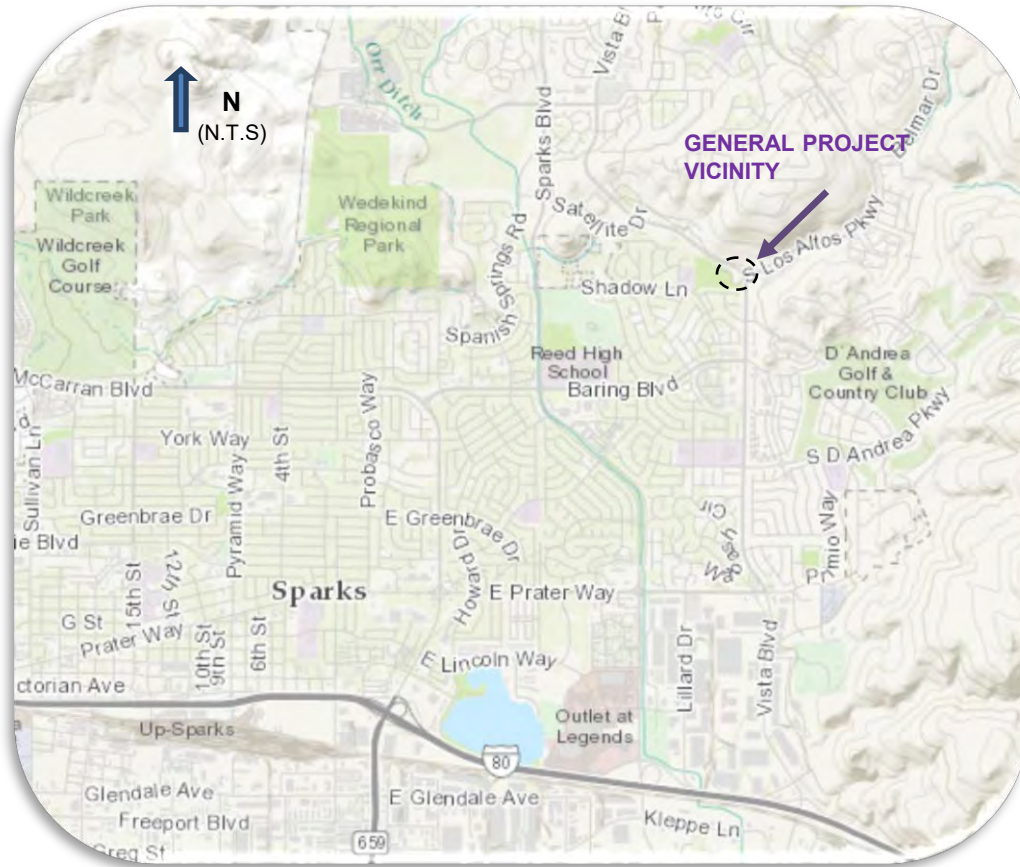 N
(N.T.S)
GENERAL PROJECT
VICINITY
Orr Ditch
Vista B
Sparks Blvd
Belmar Dr
Wildcreek
Park
Wildcreek
Golf
Course
Wedekind
Regional
Park
Satellite Dr
S Los Altos Pkwy
Spanish Springs Rd
Shadow Ln
Reed High
School
Baring Blvd
D'Andrea
Golf &
Country Club
S D Andrea Pkwy
McCarran Blvd
York Way
4th St
Probasco Way
Sullivan Ln
Greenbrae Dr
Pyramid Way
ie Blvd
E Greenbrae Dr
Howard Dr
Cir
12th St
15th St
Sparks
E Prater Way
G St
Prater Way
10th St
9th St
6th St
E Lincoln Way
ctorian Ave
Lillard Dr
Vista Blvd
Up-Sparks
Outlet at
Legends
80
Glendale Ave
E Glendale Ave
Freeport Blvd
Kleppe Ln
Greg St
659